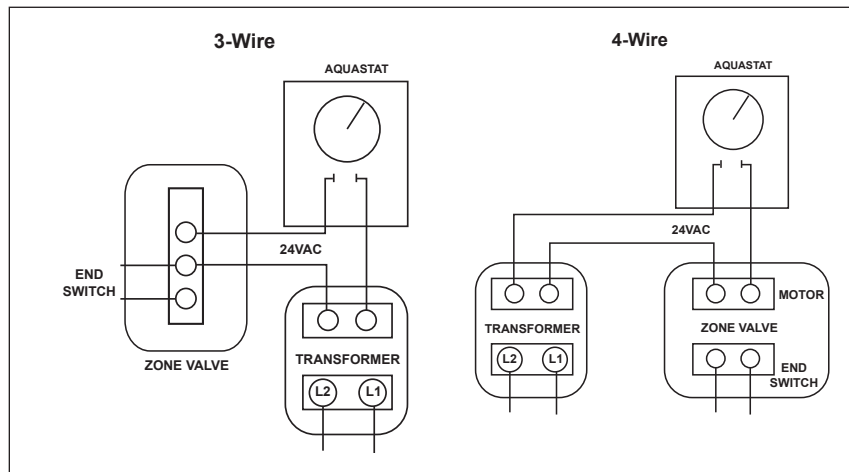 3-Wire
AQUASTAT
24VAC
END
SWITCH
ZONE VALVE
TRANSFORMER
L2
L1
4-Wire
AQUASTAT
24VAC
MOTOR
TRANSFORMER
ZONE VALVE
L2
L1
END
SWITCH